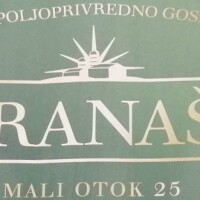 POLJOPRIVREDNO GOS
RANAŠ
MALI OTOK 25